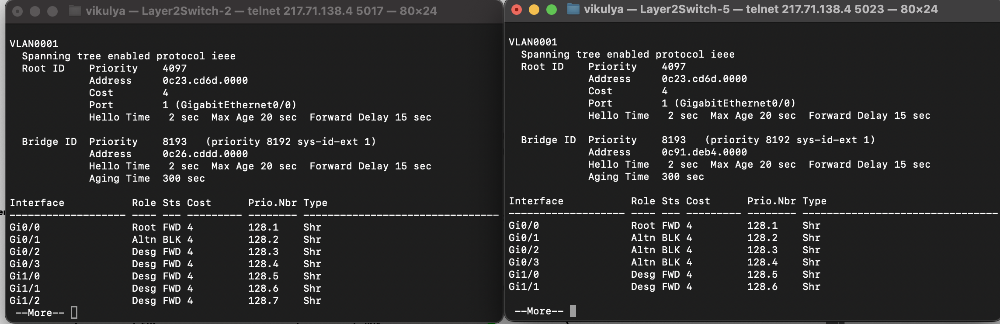 vikulya — Layer2Switch-2 — telnet 217.71.138.4 5017 — 80×24
VLAN0001
  Spanning tree enabled protocol ieee
  Root ID    Priority    4097
             Address     0c23.cd6d.0000
             Cost        4
             Port        1 (GigabitEthernet0/0)
             Hello Time   2 sec  Max Age 20 sec  Forward Delay 15 sec
  Bridge ID  Priority    8193   (priority 8192 sys-id-ext 1)
             Address     0c26.cddd.0000
             Hello Time   2 sec  Max Age 20 sec  Forward Delay 15 sec
             Aging Time  300 sec
Interface           Role Sts Cost      Prio.Nbr Type
------------------- ---- --- --------- -------- --------------------------------
Gi0/0               Root FWD 4         128.1    Shr
Gi0/1               Altn BLK 4         128.2    Shr
Gi0/2               Desg FWD 4         128.3    Shr
Gi0/3               Desg FWD 4         128.4    Shr
Gi1/0               Desg FWD 4         128.5    Shr
Gi1/1               Desg FWD 4         128.6    Shr
Gi1/2               Desg FWD 4         128.7    Shr
 --More--
vikulya — Layer2Switch-5 — telnet 217.71.138.4 5023 — 80×24
VLAN0001
  Spanning tree enabled protocol ieee
  Root ID    Priority    4097
             Address     0c23.cd6d.0000
             Cost        4
             Port        1 (GigabitEthernet0/0)
             Hello Time   2 sec  Max Age 20 sec  Forward Delay 15 sec
  Bridge ID  Priority    8193   (priority 8192 sys-id-ext 1)
             Address     0c91.deb4.0000
             Hello Time   2 sec  Max Age 20 sec  Forward Delay 15 sec
             Aging Time  300 sec
Interface           Role Sts Cost      Prio.Nbr Type
------------------- ---- --- --------- -------- --------------------------------
Gi0/0               Root FWD 4         128.1    Shr
Gi0/1               Altn BLK 4         128.2    Shr
Gi0/2               Altn BLK 4         128.3    Shr
Gi0/3               Altn BLK 4         128.4    Shr
Gi1/0               Desg FWD 4         128.5    Shr
Gi1/1               Desg FWD 4         128.6    Shr
 --More--